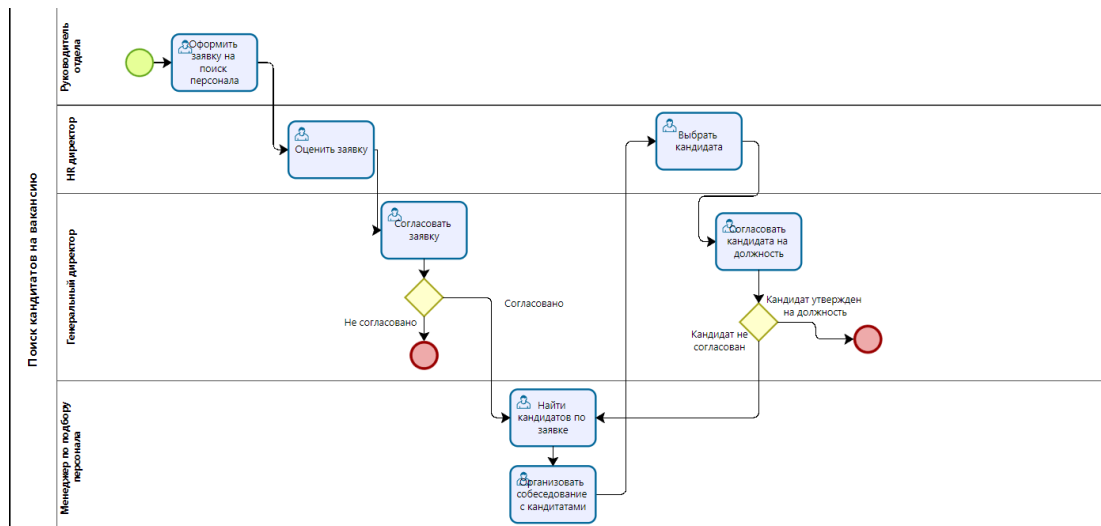 Поиск кандитатов на вакансию
Руководитель
отдела
Оформить
заявку на
поиск
персонала
HR директор
Оценить заявку
Выбрать
кандидата
Генеральный директор
Согласовать
заявку
Согласовано
Не согласовано
Согласовать
кандидата на
должность
Кандидат утвержден
на должность
Кандидат не
согласован
Менеджер по подбору
персонала
Найти
кандидатов по
заявке
Организовать
собеседование
с кандитатами